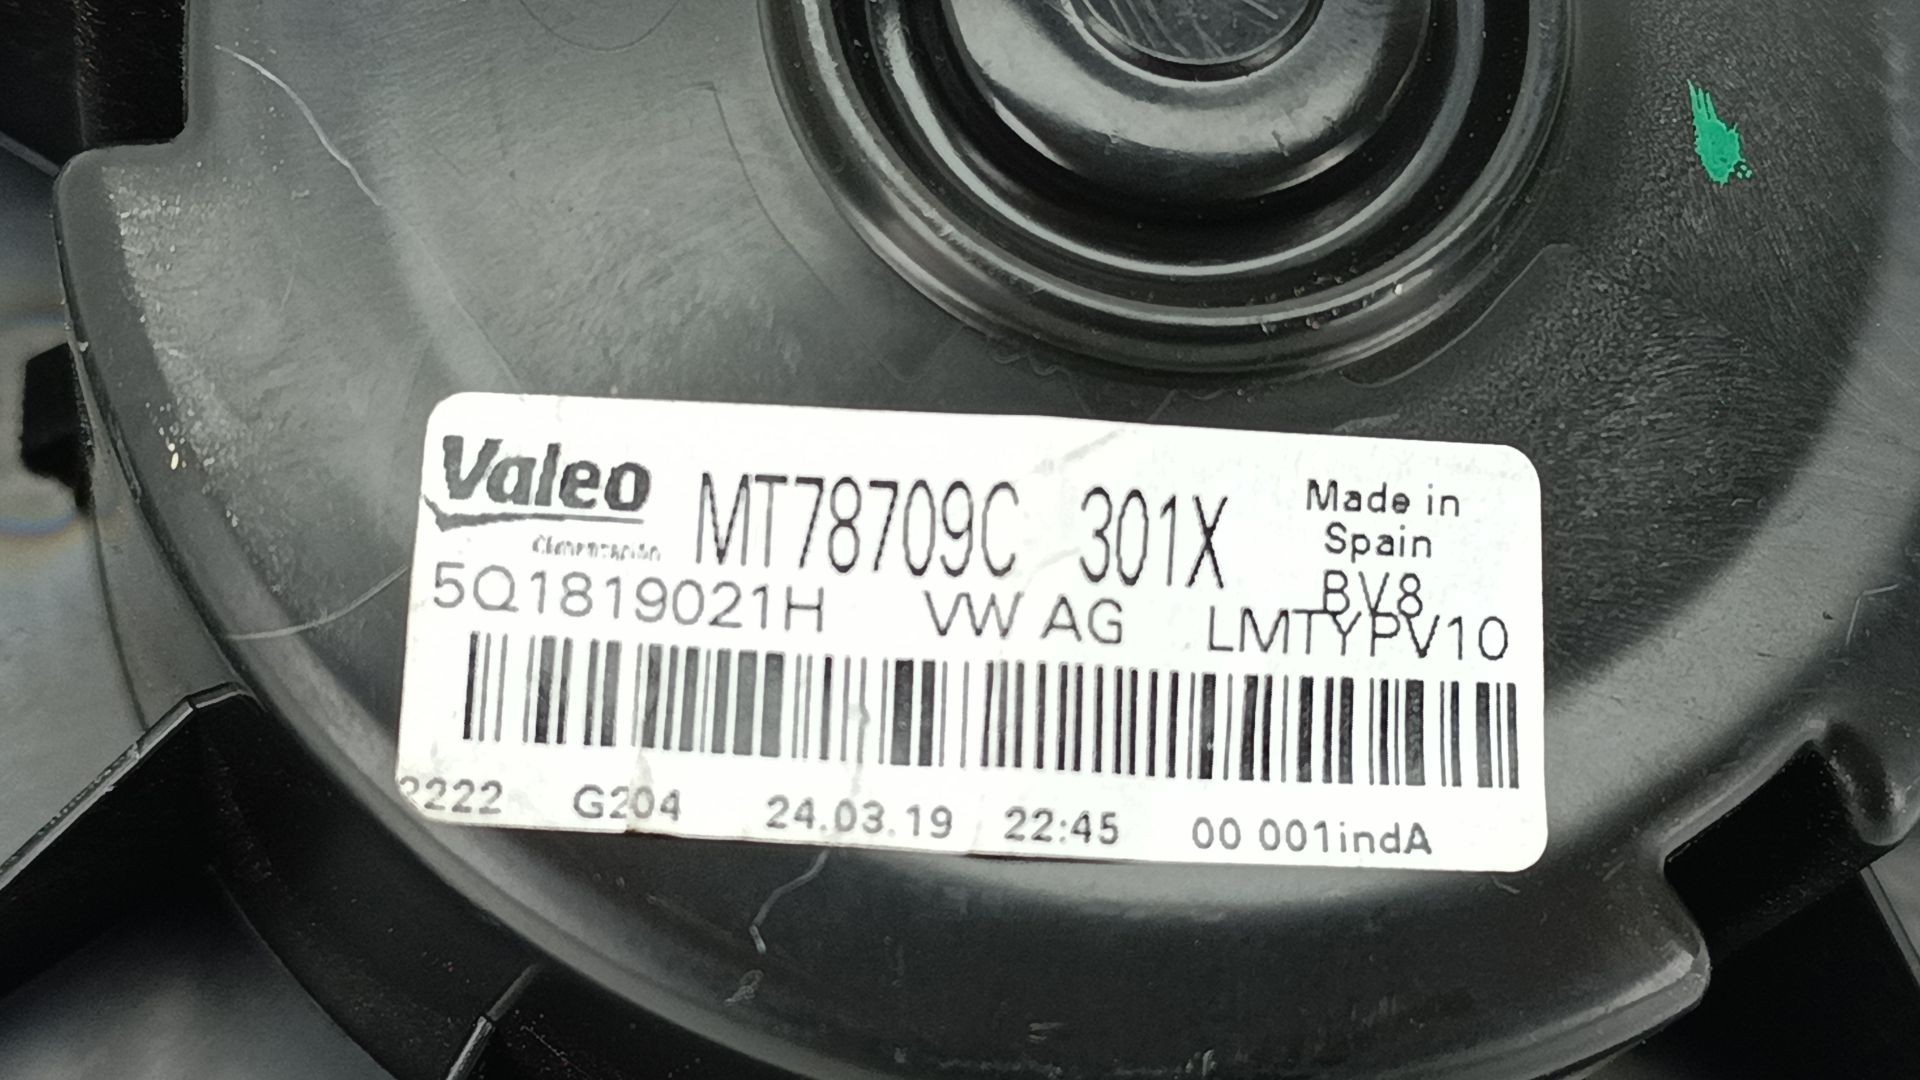 Valeo MT78709C 301X Made in
Spain
Climatización
BV8
5Q1819021H VW AG LMTYPV10
2222 G204 24.03.19 22:45 00 001indA